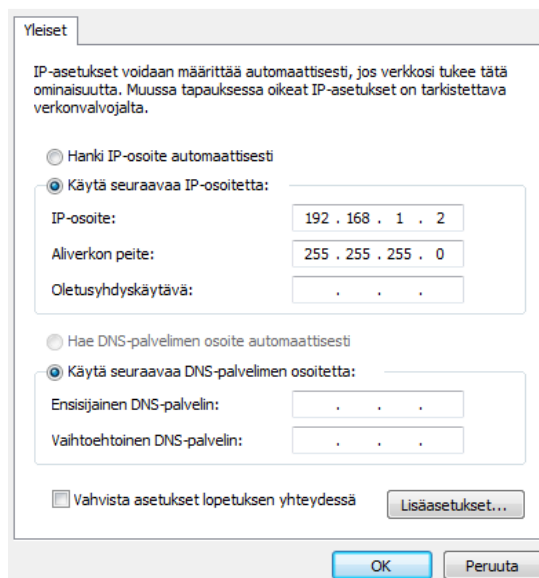 Yleiset
IP-asetukset voidaan määrittää automaattisesti, jos verkkosi tukee tätä
ominaisuutta. Muussa tapauksessa oikeat IP-asetukset on tarkistettava
verkonvalvojalta.
Hanki IP-osoite automaattisesti
Käytä seuraavaa IP-osoitetta:
IP-osoite: 192 . 168 . 1 . 2
Aliverkon peite: 255 . 255 . 255 . 0
Oletusyhdyskäytävä: . . .
Hae DNS-palvelimen osoite automaattisesti
Käytä seuraavaa DNS-palvelimen osoitetta:
Ensisijainen DNS-palvelin: . . .
Vaihtoehtoinen DNS-palvelin: . . .
Vahvista asetukset lopetuksen yhteydessä
Lisäasetukset...
OK Peruuta